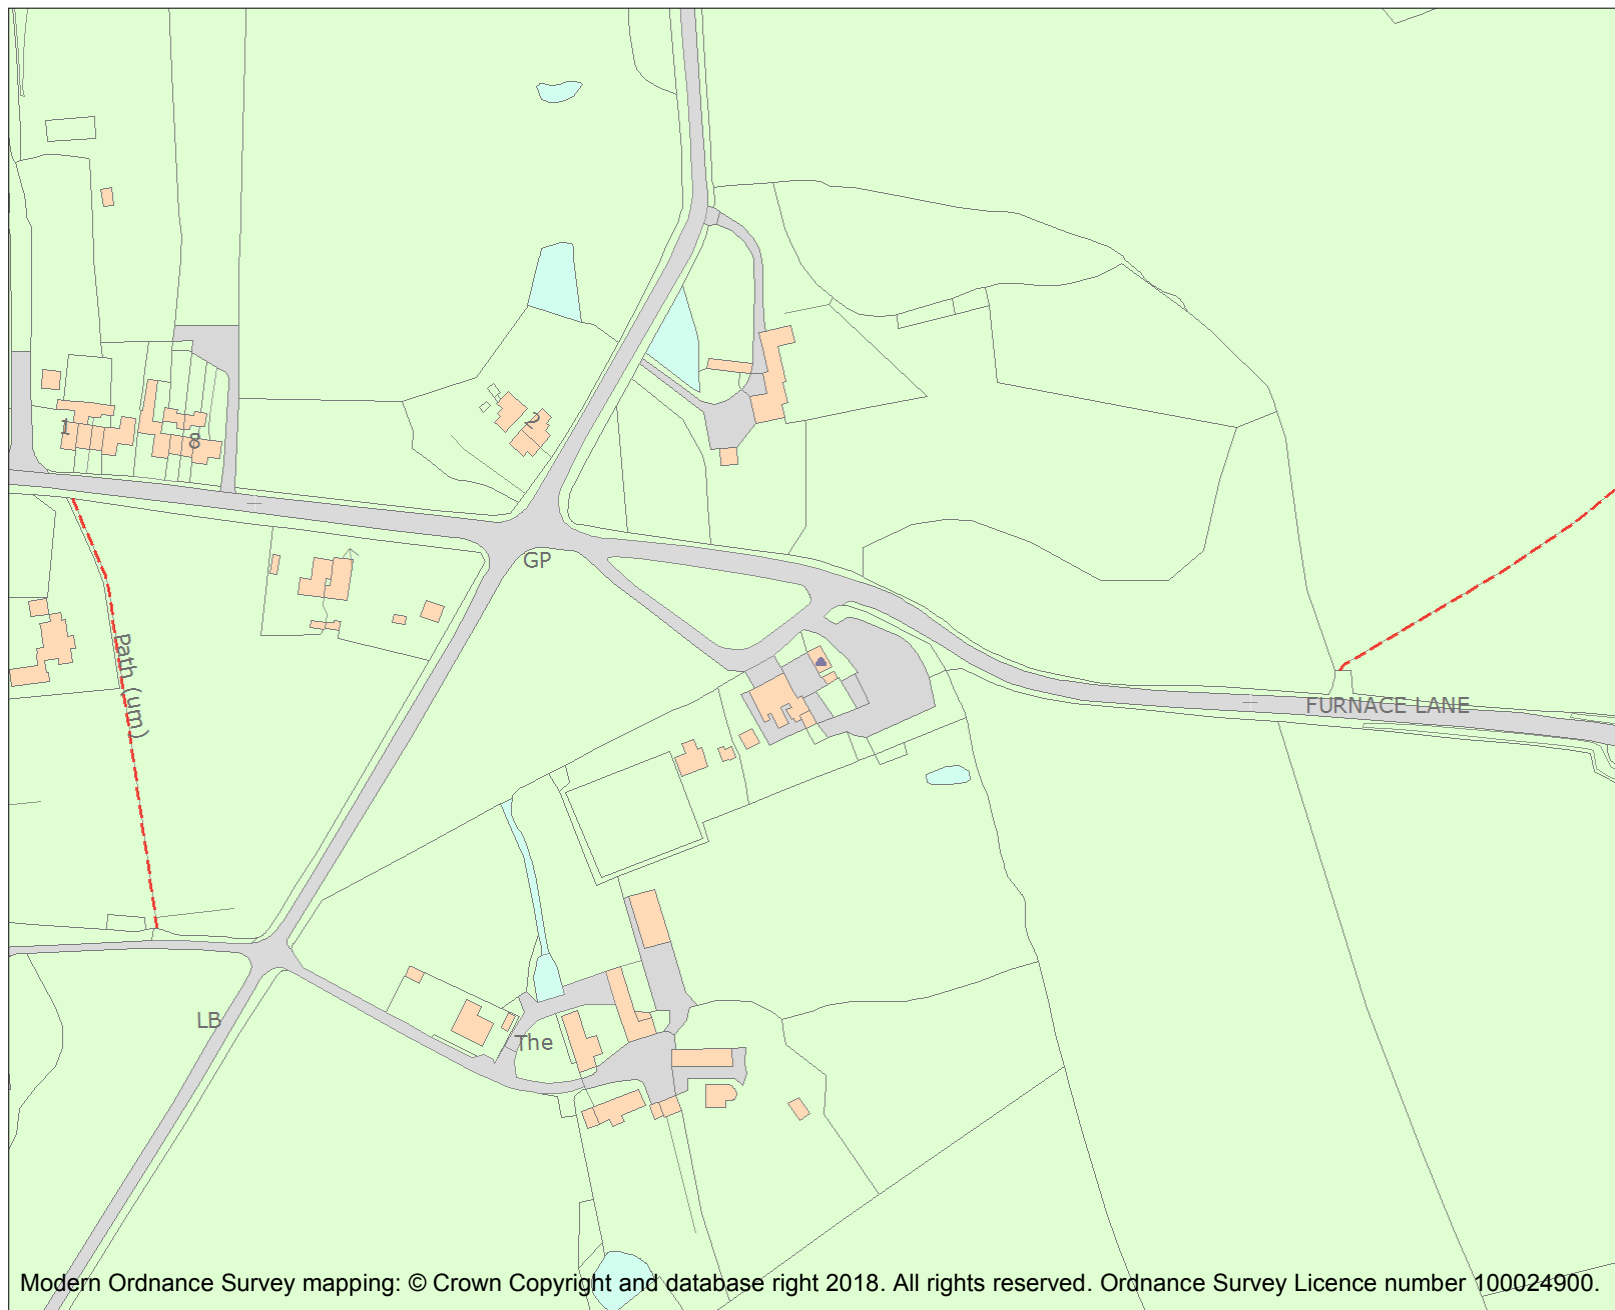 1
8
2
GP
Path (um)
FURNACE LANE
LB
The
Modern Ordnance Survey mapping: © Crown Copyright and database right 2018. All rights reserved. Ordnance Survey Licence number 100024900.